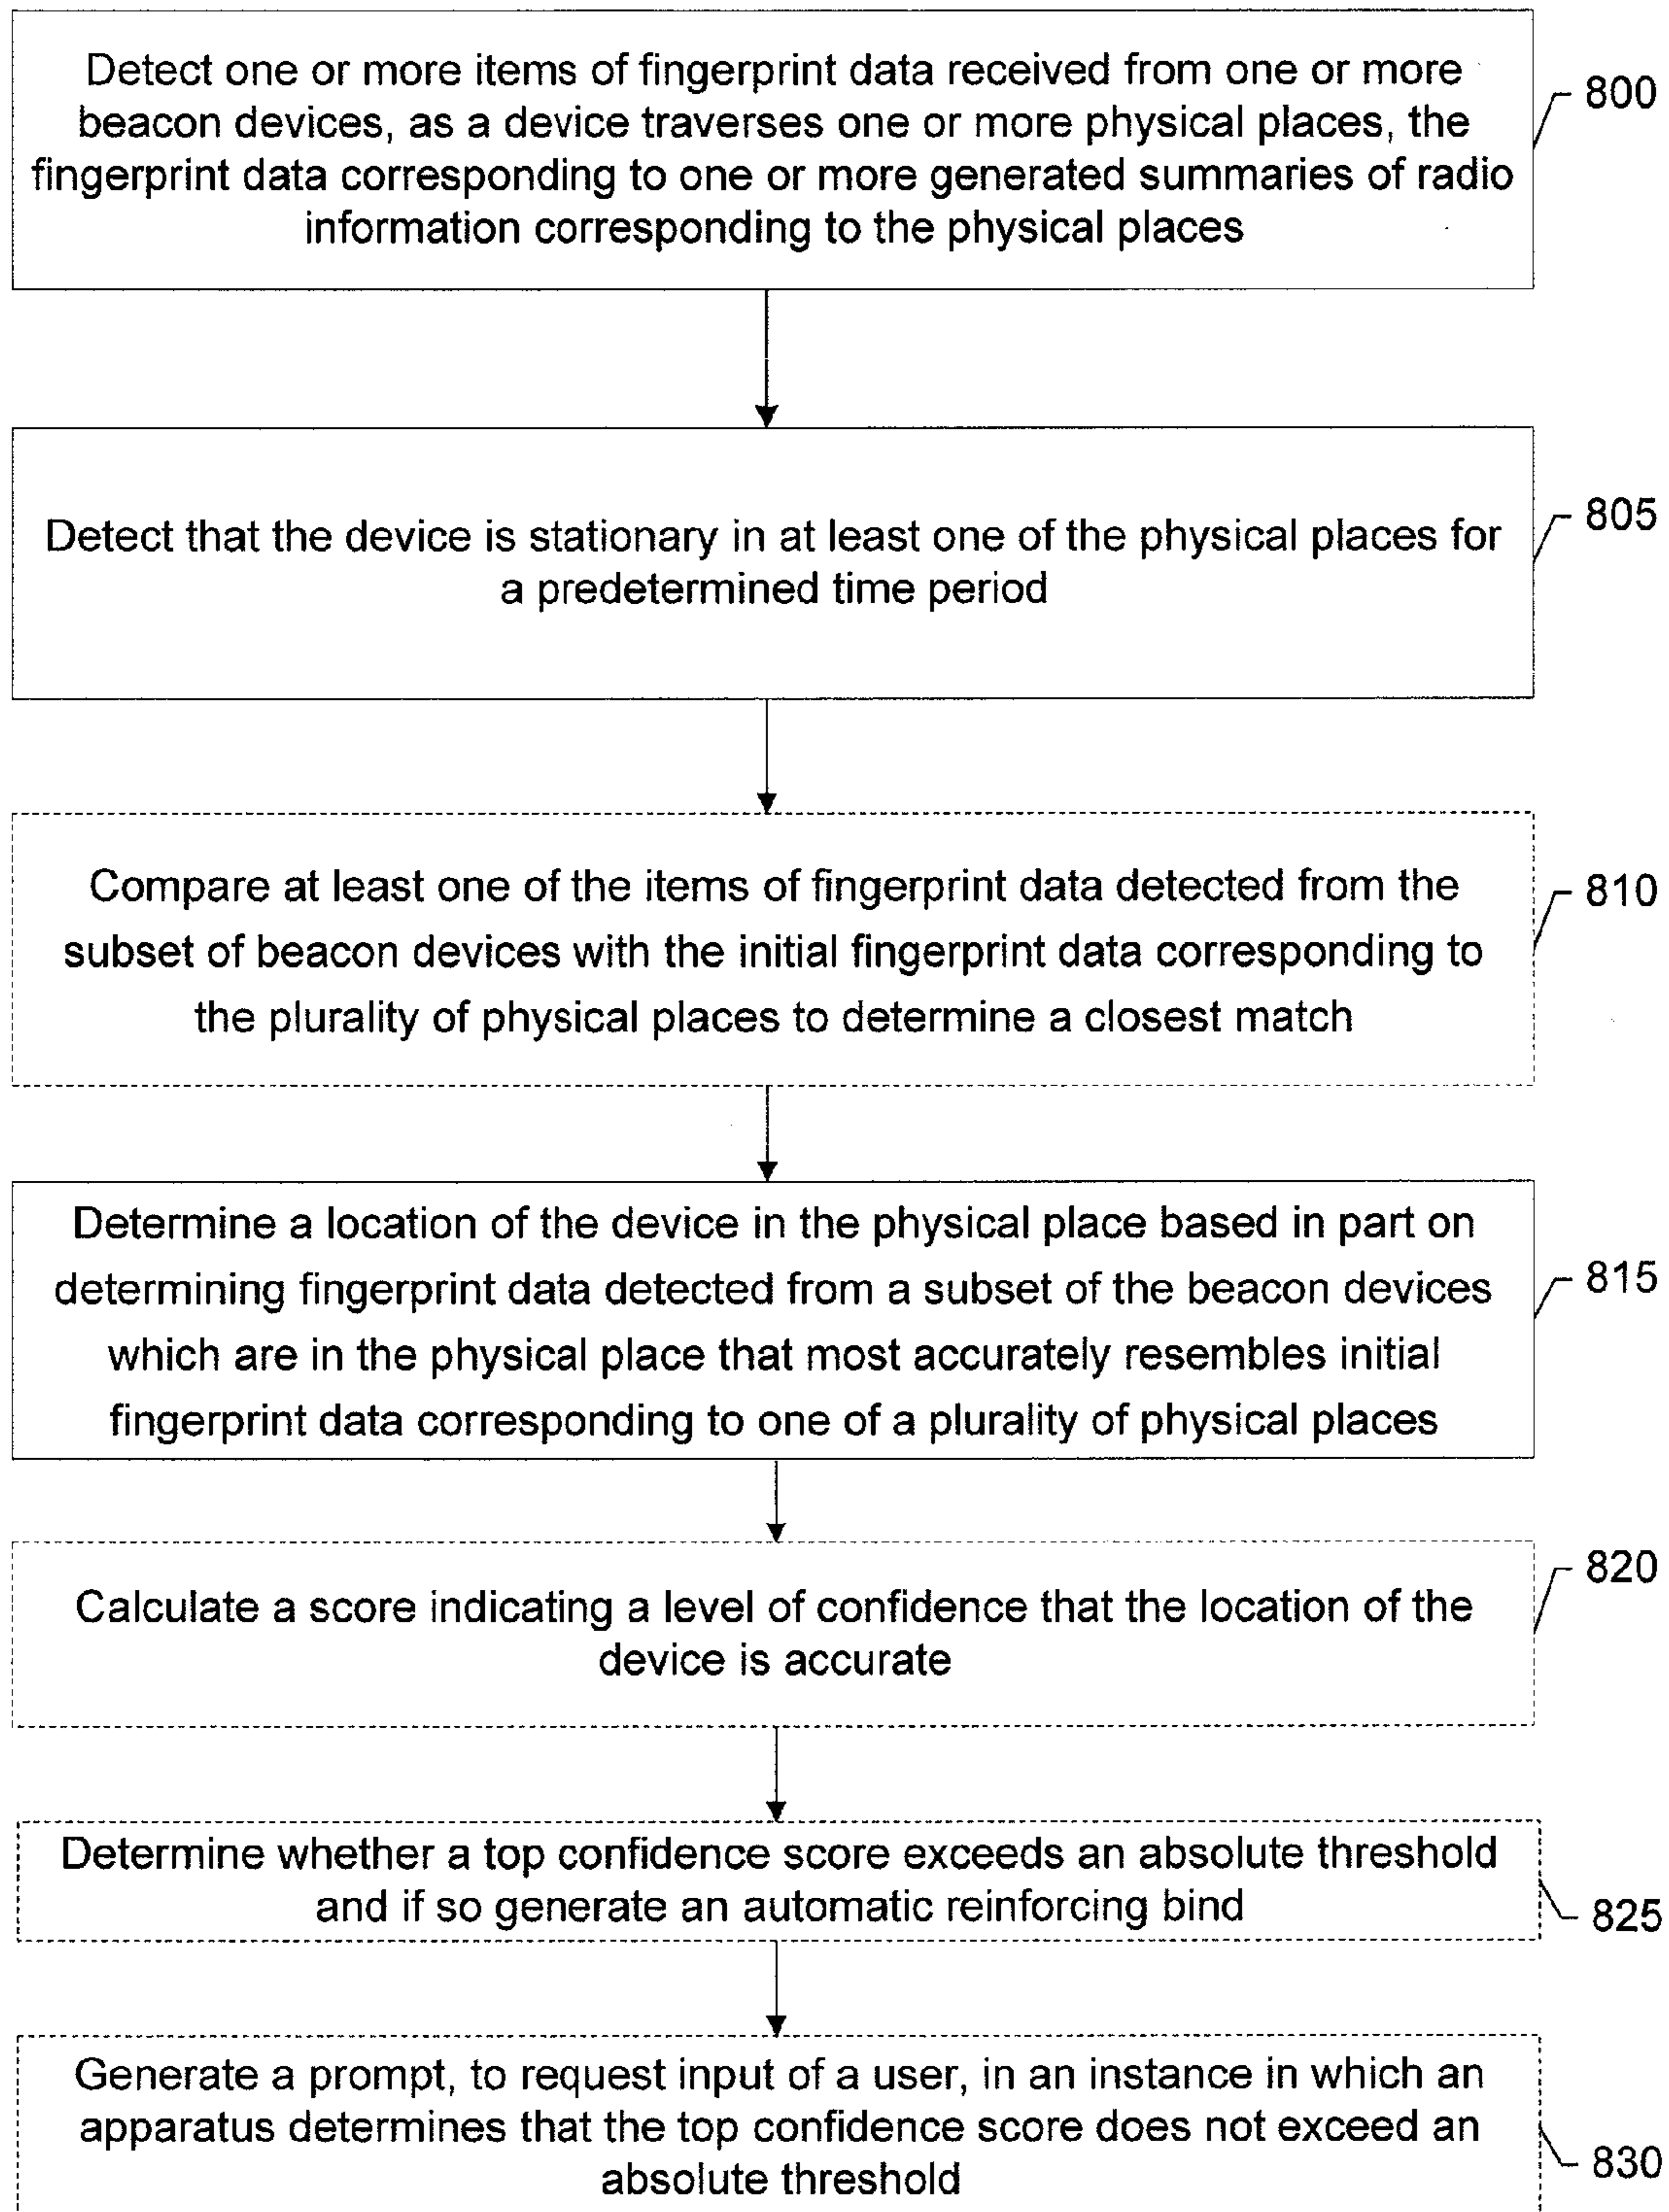 Detect one or more items of fingerprint data received from one or more
beacon devices, as a device traverses one or more physical places, the
fingerprint data corresponding to one or more generated summaries of radio
information corresponding to the physical places
800
Detect that the device is stationary in at least one of the physical places for
a predetermined time period
805
Compare at least one of the items of fingerprint data detected from the
subset of beacon devices with the initial fingerprint data corresponding to
the plurality of physical places to determine a closest match
810
Determine a location of the device in the physical place based in part on
determining fingerprint data detected from a subset of the beacon devices
which are in the physical place that most accurately resembles initial
fingerprint data corresponding to one of a plurality of physical places
815
Calculate a score indicating a level of confidence that the location of the
device is accurate
820
Determine whether a top confidence score exceeds an absolute threshold
and if so generate an automatic reinforcing bind
825
Generate a prompt, to request input of a user, in an instance in which an
apparatus determines that the top confidence score does not exceed an
absolute threshold
830